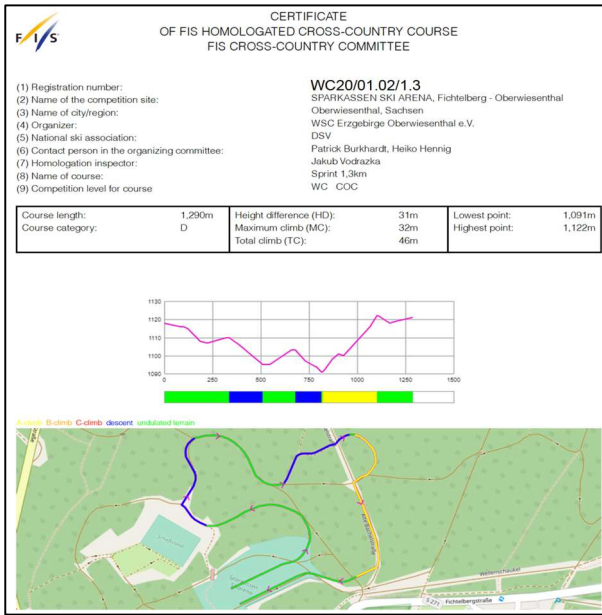 FIS
CERTIFICATE
OF FIS HOMOLOGATED CROSS-COUNTRY COURSE
FIS CROSS-COUNTRY COMMITTEE
(1) Registration number: WC20/01.02/1.3
(2) Name of the competition site: SPARKASSEN SKI ARENA, Fichtelberg - Oberwiesenthal
(3) Name of city/region: Oberwiesenthal, Sachsen
(4) Organizer: WSC Erzgebirge Oberwiesenthal e.V.
(5) National ski association: DSV
(6) Contact person in the organizing committee: Patrick Burkhardt, Heiko Hennig
(7) Homologation inspector: Jakub Vodrazka
(8) Name of course: Sprint 1,3km
(9) Competition level for course WC COC
Course length: 1,290m Height difference (HD): 31m Lowest point: 1,091m
Course category: D Maximum climb (MC): 32m Highest point: 1,122m
Total climb (TC): 46m
1130
1120
1110
1100
1090
0 250 500 750 1000 1250 1500
A-climb B-climb C-climb descent undulated terrain
Wellenschaukel
S 271 Fichtelbergstraße